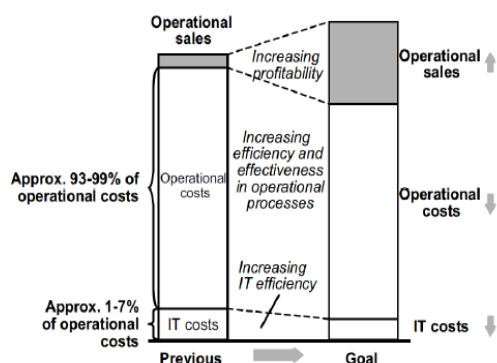 Operational
sales
Increasing
profitability
Operational
sales
Approx. 93-99% of
operational costs
Operational
costs
Increasing
efficiency and
effectiveness
in operational
processes
Operational
costs
Approx. 1-7%
of operational
costs
IT costs
Increasing
IT efficiency
IT costs
Previous
Goal